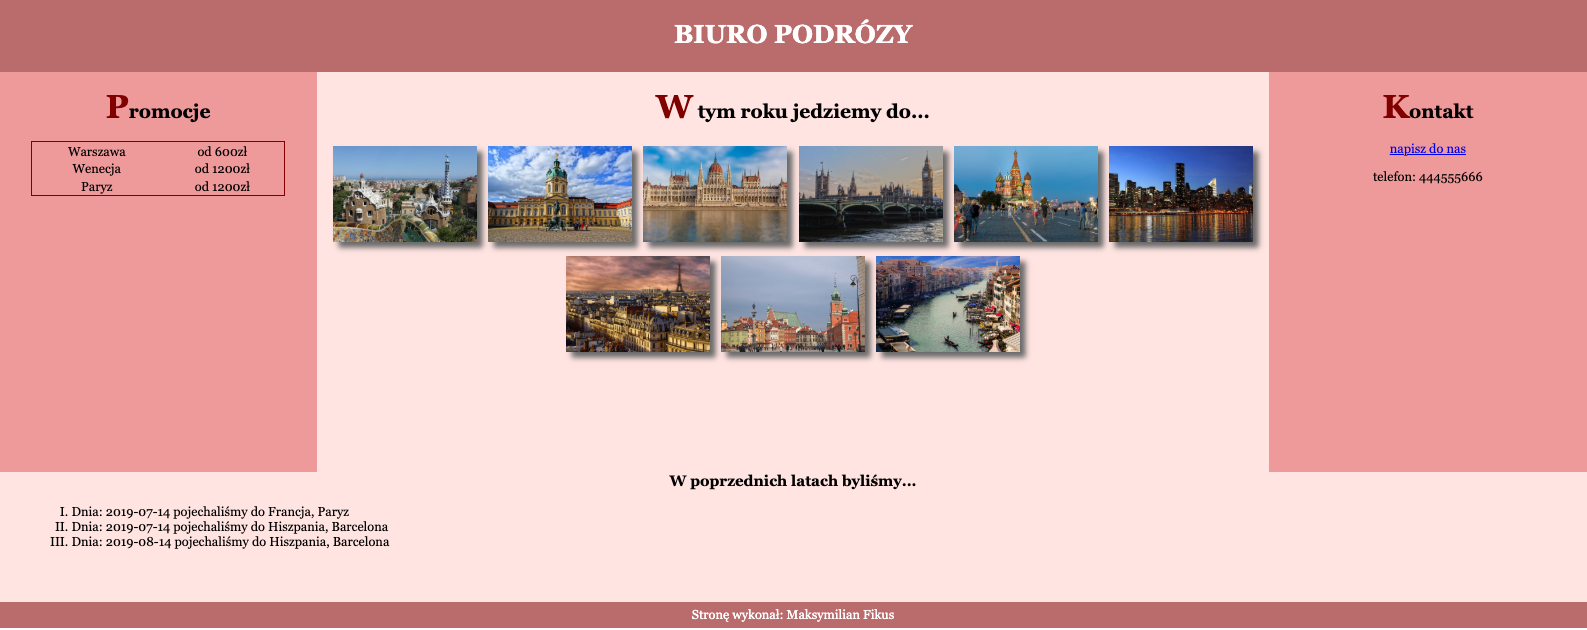 BIURO PODRÓZY
Promocje
Warszawa od 600zł
Wenecja od 1200zł
Paryz od 1200zł
W tym roku jedziemy do...
Kontakt
napisz do nas
telefon: 444555666
W poprzednich latach byliśmy...
I. Dnia: 2019-07-14 pojechaliśmy do Francja, Paryz
II. Dnia: 2019-07-14 pojechaliśmy do Hiszpania, Barcelona
III. Dnia: 2019-08-14 pojechaliśmy do Hiszpania, Barcelona
Stronę wykonał: Maksymilian Fikus